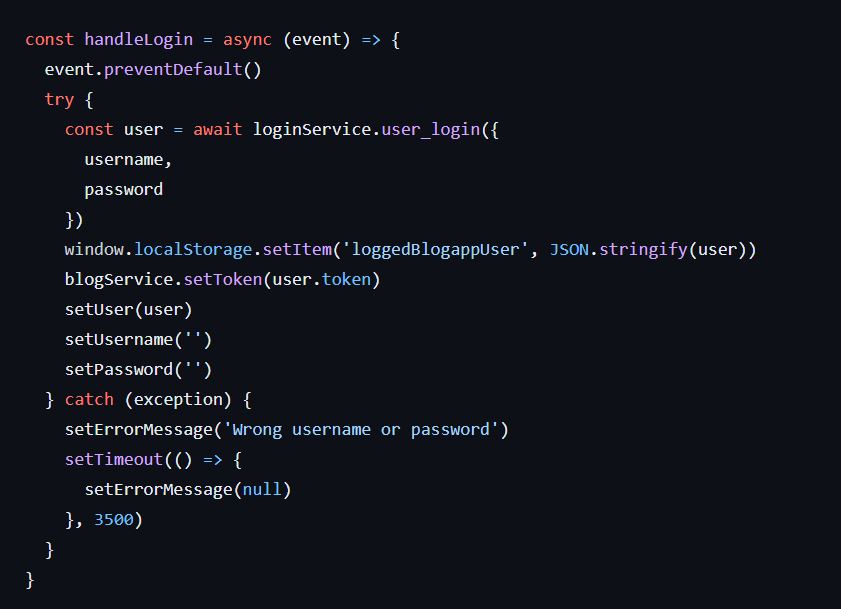 const handleLogin = async (event) => {
  event.preventDefault()
  try {
    const user = await loginService.user_login({
      username,
      password
    })
    window.localStorage.setItem('loggedBlogappUser', JSON.stringify(user))
    blogService.setToken(user.token)
    setUser(user)
    setUsername('')
    setPassword('')
  } catch (exception) {
    setErrorMessage('Wrong username or password')
    setTimeout(() => {
      setErrorMessage(null)
    }, 3500)
  }
}